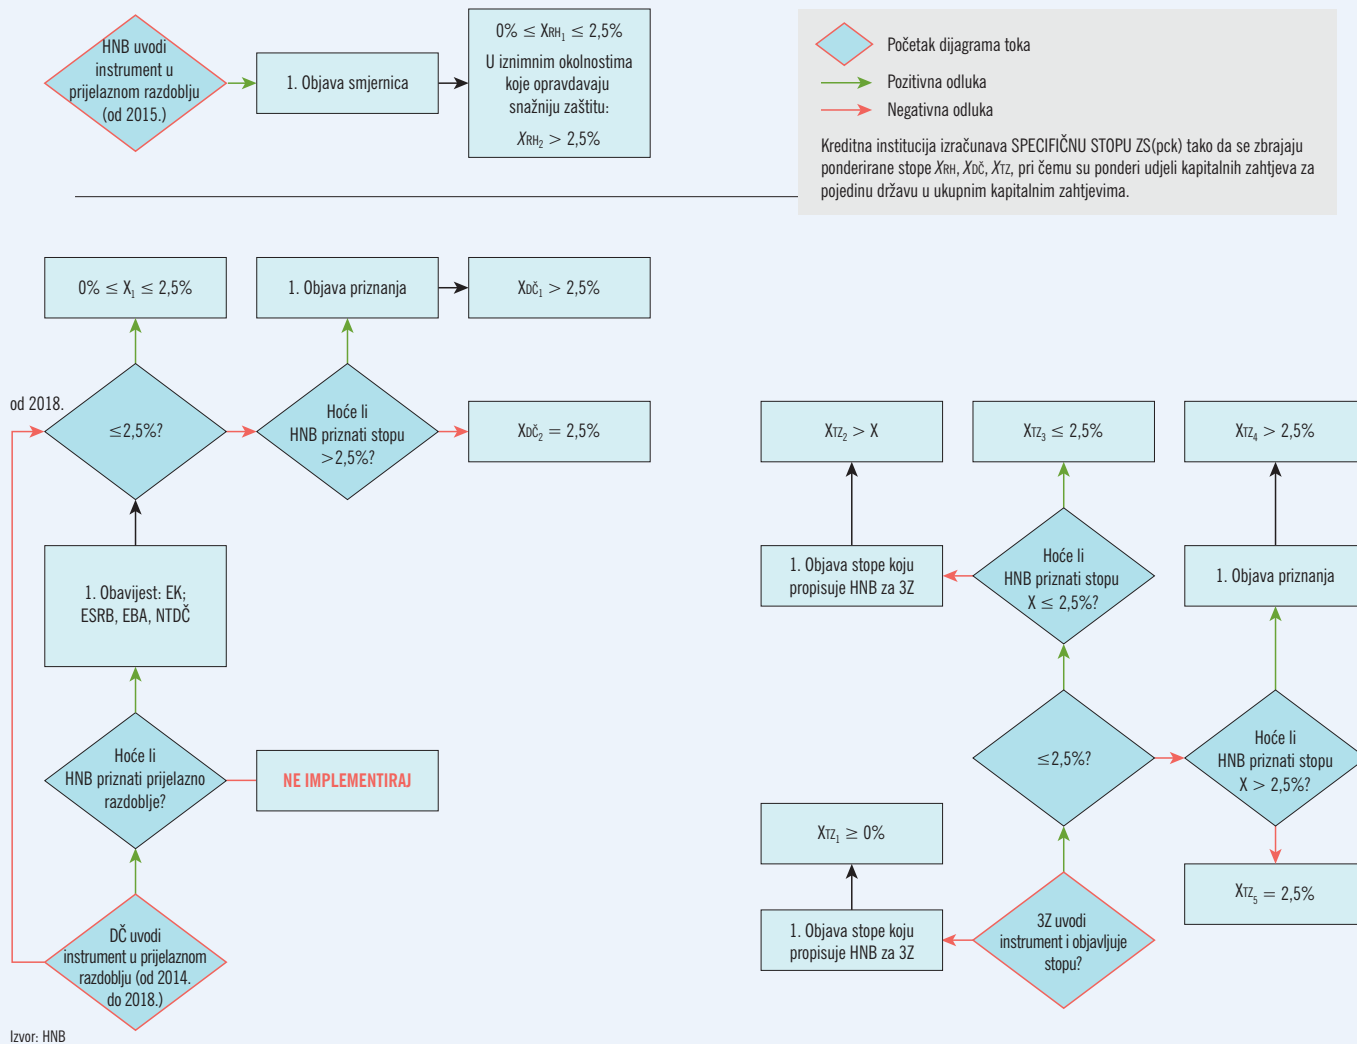 HNB uvodi
instrument u
prijelaznom razdoblju
(od 2015.)
1. Objava smjernica
0% ≤ XRH₁ ≤ 2,5%
U iznimnim okolnostima
koje opravdavaju
snažniju zaštitu:
XRH₂ > 2,5%
Početak dijagrama toka
Pozitivna odluka
Negativna odluka
Kreditna institucija izračunava SPECIFIČNU STOPU ZS(pck) tako da se zbrajaju
ponderirane stope XRH, XDČ, XTZ, pri čemu su ponderi udjeli kapitalnih zahtjeva za
pojedinu državu u ukupnim kapitalnim zahtjevima.
0% ≤ X₁ ≤ 2,5%
1. Objava priznanja
XDČ₁ > 2,5%
od 2018.
≤2,5%?
Hoće li
HNB priznati stopu
>2,5%?
XDČ₂ = 2,5%
1. Obavijest: EK;
ESRB, EBA, NTDČ
Hoće li
HNB priznati prijelazno
razdoblje?
NE IMPLEMENTIRAJ
DČ uvodi
instrument u prijelaznom
razdoblju (od 2014.
do 2018.)
XTZ₂ > X
XTZ₃ ≤ 2,5%
XTZ₄ > 2,5%
1. Objava stope koju
propisuje HNB za 3Z
Hoće li
HNB priznati stopu
X ≤ 2,5%?
1. Objava priznanja
≤2,5%?
Hoće li
HNB priznati stopu
X > 2,5%?
XTZ₁ ≥ 0%
XTZ₅ = 2,5%
1. Objava stope koju
propisuje HNB za 3Z
3Z uvodi
instrument i objavljuje
stopu?
Izvor: HNB